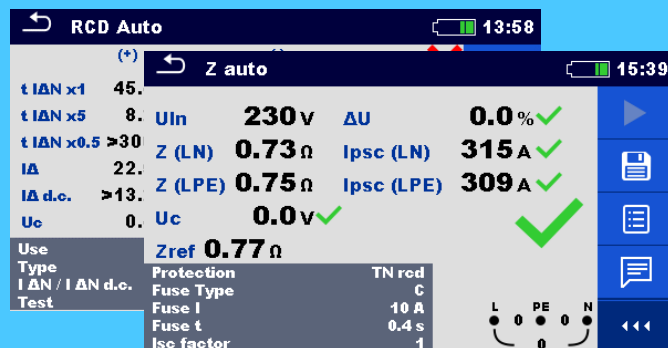 RCD Auto 13:58
(+)
t IΔN x1 45.
t IΔN x5 8.
t IΔN x0.5 >30
IΔ 22.
IΔ d.c. >13.
Uc 0.
Use
Type
I ΔN / I ΔN d.c.
Test
Z auto 15:39
Uln 230 V ΔU 0.0 %
Z (LN) 0.73 Ω Ipsc (LN) 315 A
Z (LPE) 0.75 Ω Ipsc (LPE) 309 A
Uc 0.0 V
Zref 0.77 Ω
Protection TN rcd
Fuse Type C
Fuse I 10 A
Fuse t 0.4 s
Isc factor 1
L PE N
0 0
0